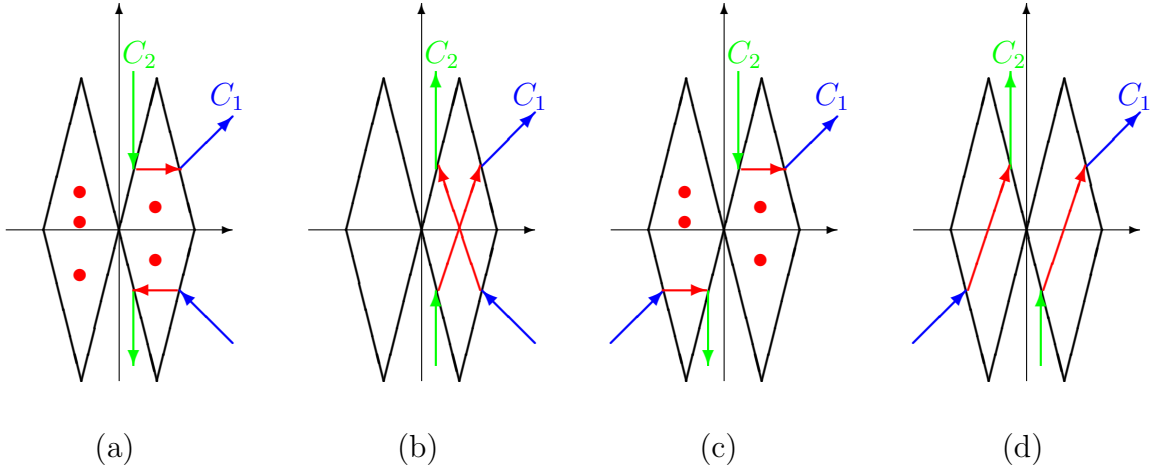 C₂ C₂ C₂ C₂
C₁ C₁ C₁ C₁
(a) (b) (c) (d)